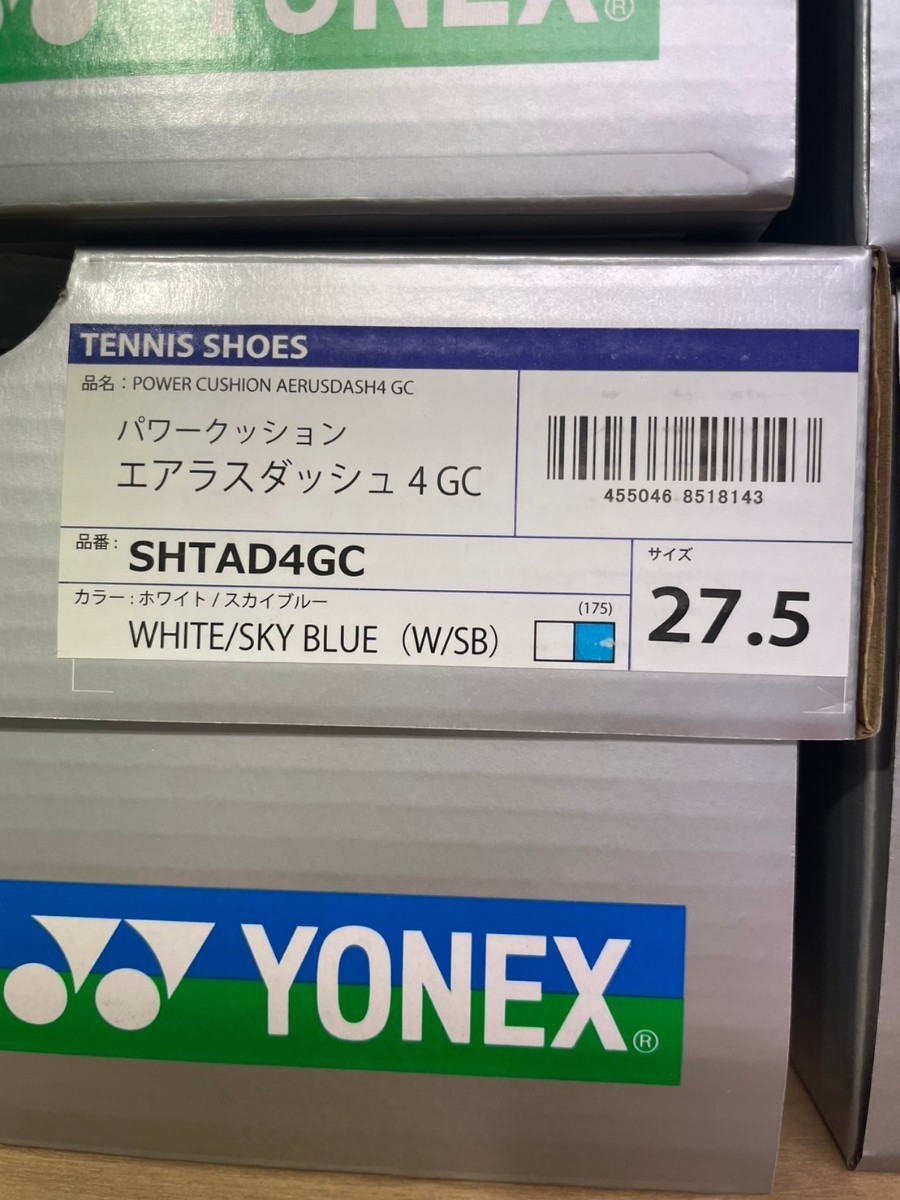 YONEX®
TENNIS SHOES
品名：POWER CUSHION AERUSDASH4 GC
パワークッション
エアラスダッシュ 4 GC
455046 8518143
品番：
SHTAD4GC
カラー：ホワイト / スカイブルー
WHITE/SKY BLUE（W/SB）
(175)
サイズ
27.5
YONEX®